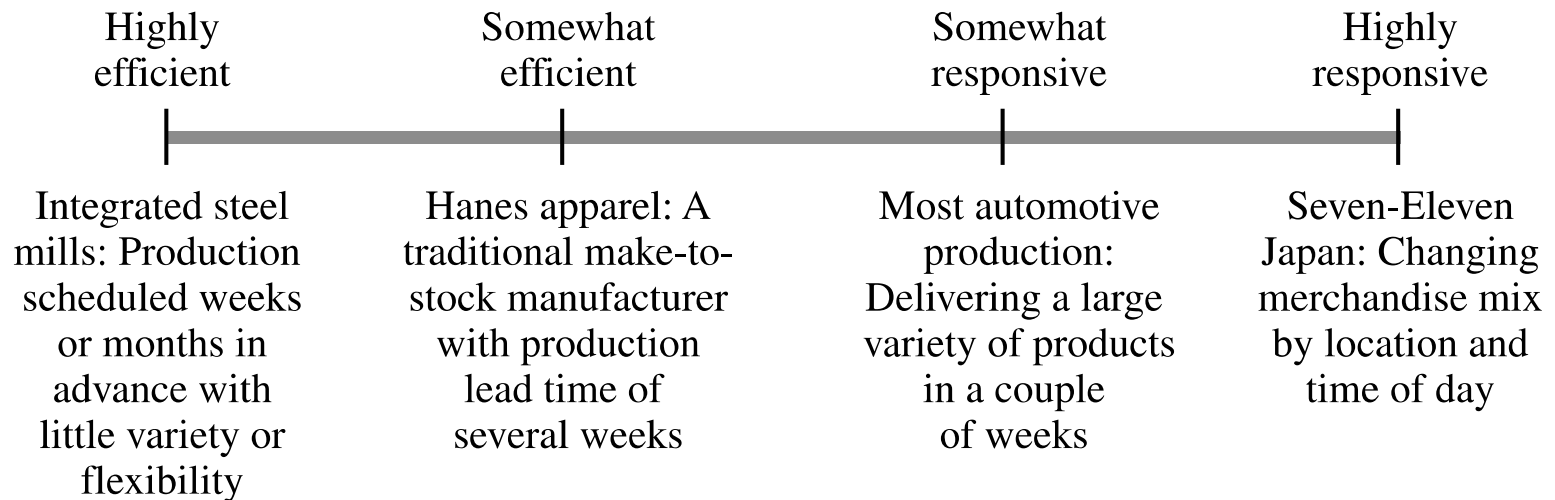 Highly
efficient
Somewhat
efficient
Somewhat
responsive
Highly
responsive
Integrated steel
mills: Production
scheduled weeks
or months in
advance with
little variety or
flexibility
Hanes apparel: A
traditional make-to-
stock manufacturer
with production
lead time of
several weeks
Most automotive
production:
Delivering a large
variety of products
in a couple
of weeks
Seven-Eleven
Japan: Changing
merchandise mix
by location and
time of day